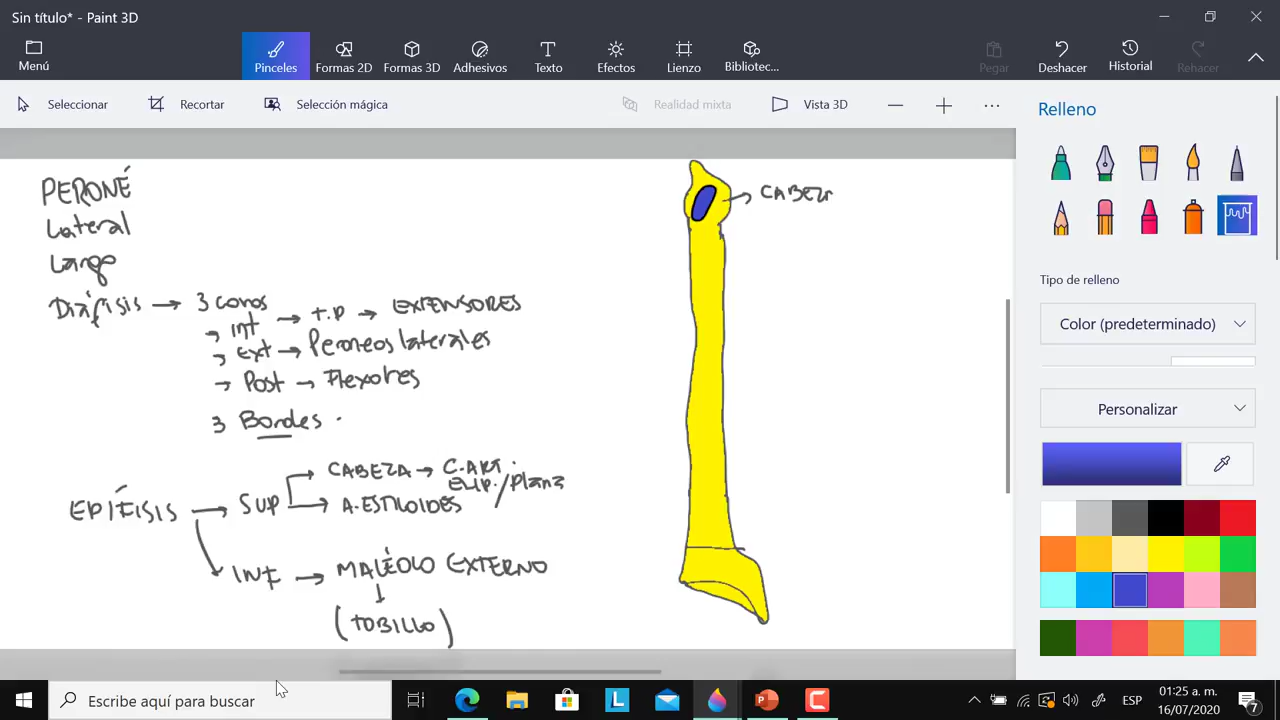 Sin título* - Paint 3D
Menú
Pinceles
Formas 2D
Formas 3D
Adhesivos
Texto
Efectos
Lienzo
Bibliotec...
Pegar
Deshacer
Historial
Rehacer
Seleccionar
Recortar
Selección mágica
Realidad mixta
Vista 3D
Relleno
Tipo de relleno
Color (predeterminado)
Personalizar
PERONÉ
Lateral
Largo
Diáfisis → 3 caras
→ Int → T.P → EXTENSORES
→ Ext → Peroneos laterales
→ Post → Flexores
3 Bordes
EPÍFISIS → SUP → CABEZA → C.ART.
ELIP. / Plana
→ A. ESTILOIDES
INF → MALÉOLO EXTERNO
(TOBILLO)
→ CABEZA
Escribe aquí para buscar
ESP
01:25 a. m.
16/07/2020
7